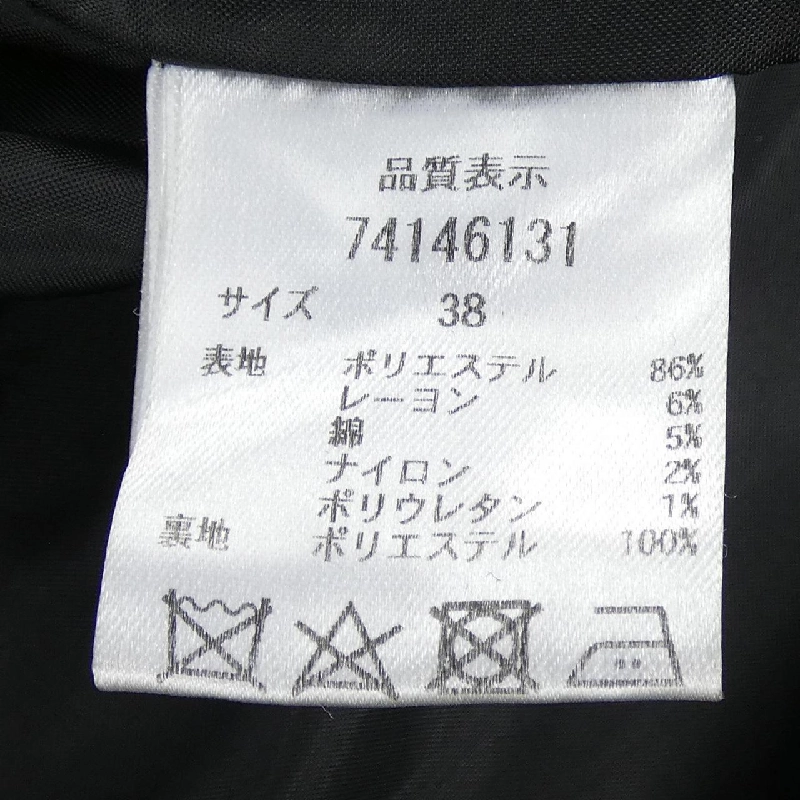 品質表示
74146131
サイズ 38
表地 ポリエステル 86%
レーヨン 6%
綿 5%
ナイロン 2%
ポリウレタン 1%
裏地 ポリエステル 100%